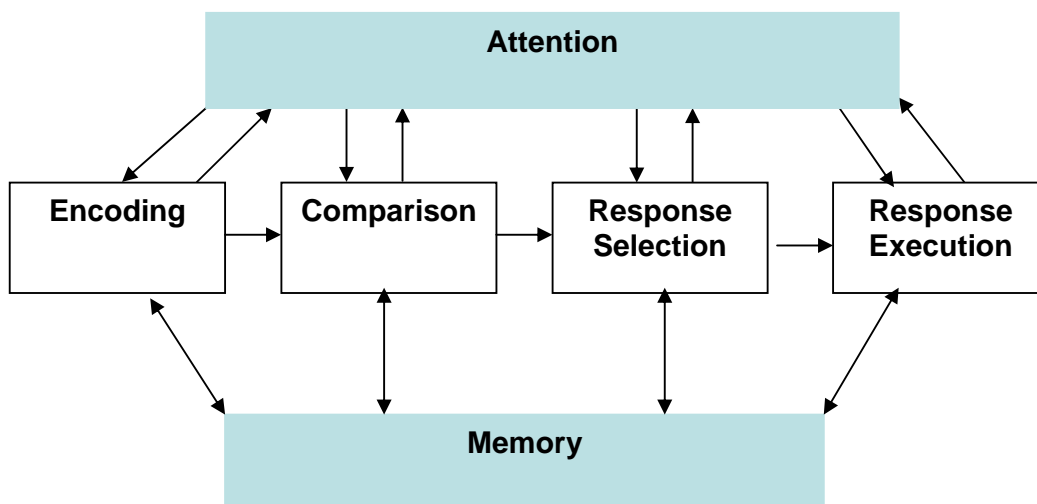 Attention
Encoding
Comparison
Response
Selection
Response
Execution
Memory